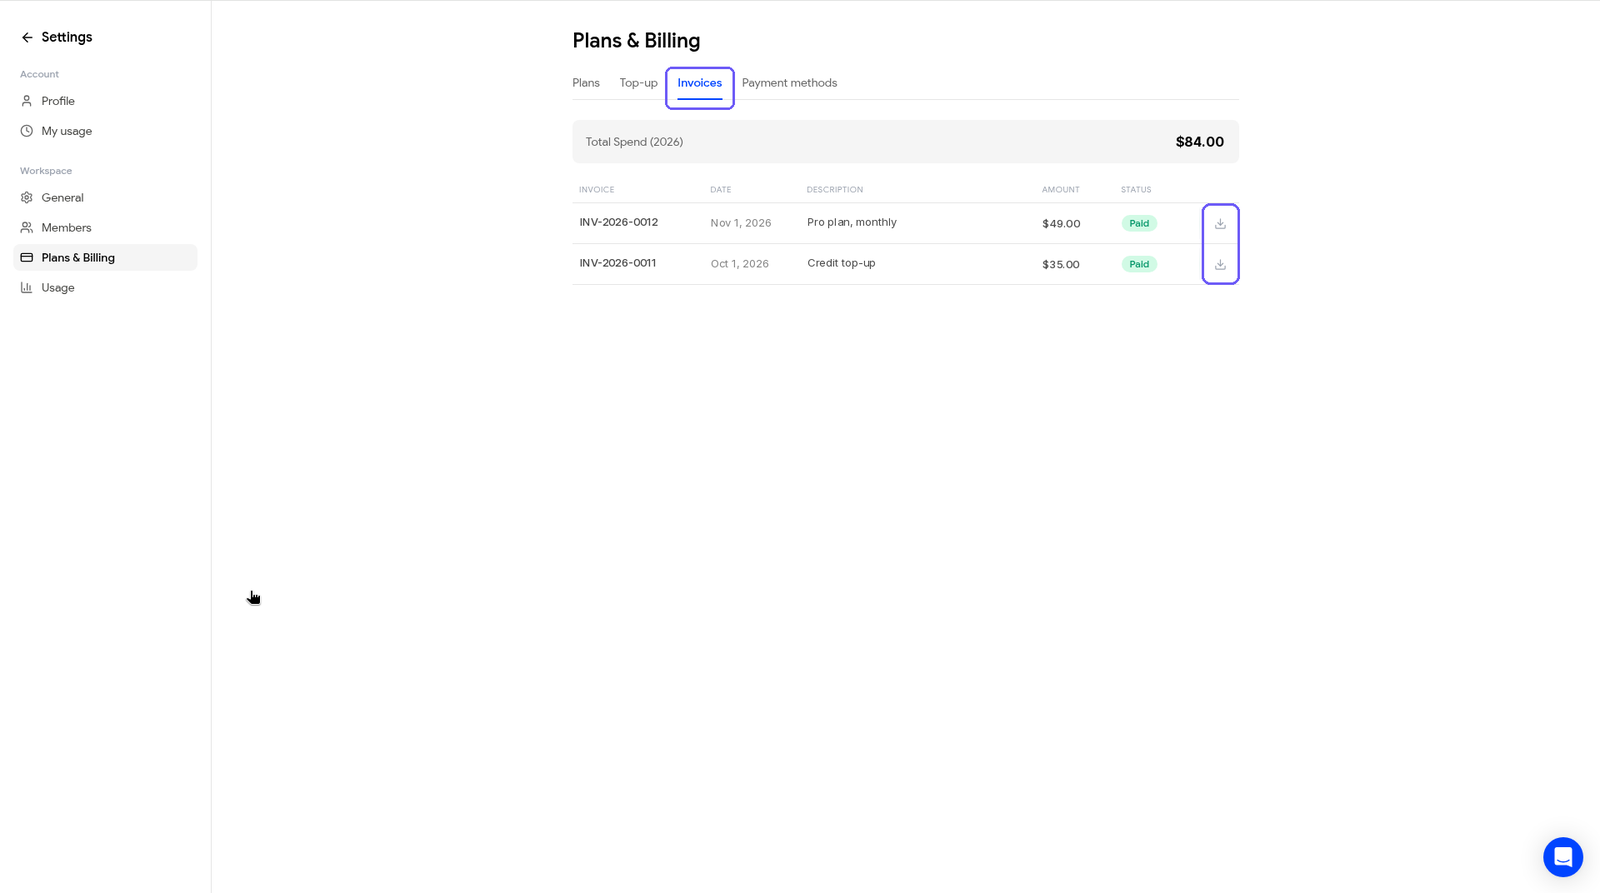 Settings
Account
Profile
My usage
Workspace
General
Members
Plans & Billing
Usage
Plans & Billing
Plans Top-up Invoices Payment methods
Total Spend (2026) $84.00
INVOICE DATE DESCRIPTION AMOUNT STATUS
INV-2026-0012 Nov 1, 2026 Pro plan, monthly $49.00 Paid
INV-2026-0011 Oct 1, 2026 Credit top-up $35.00 Paid